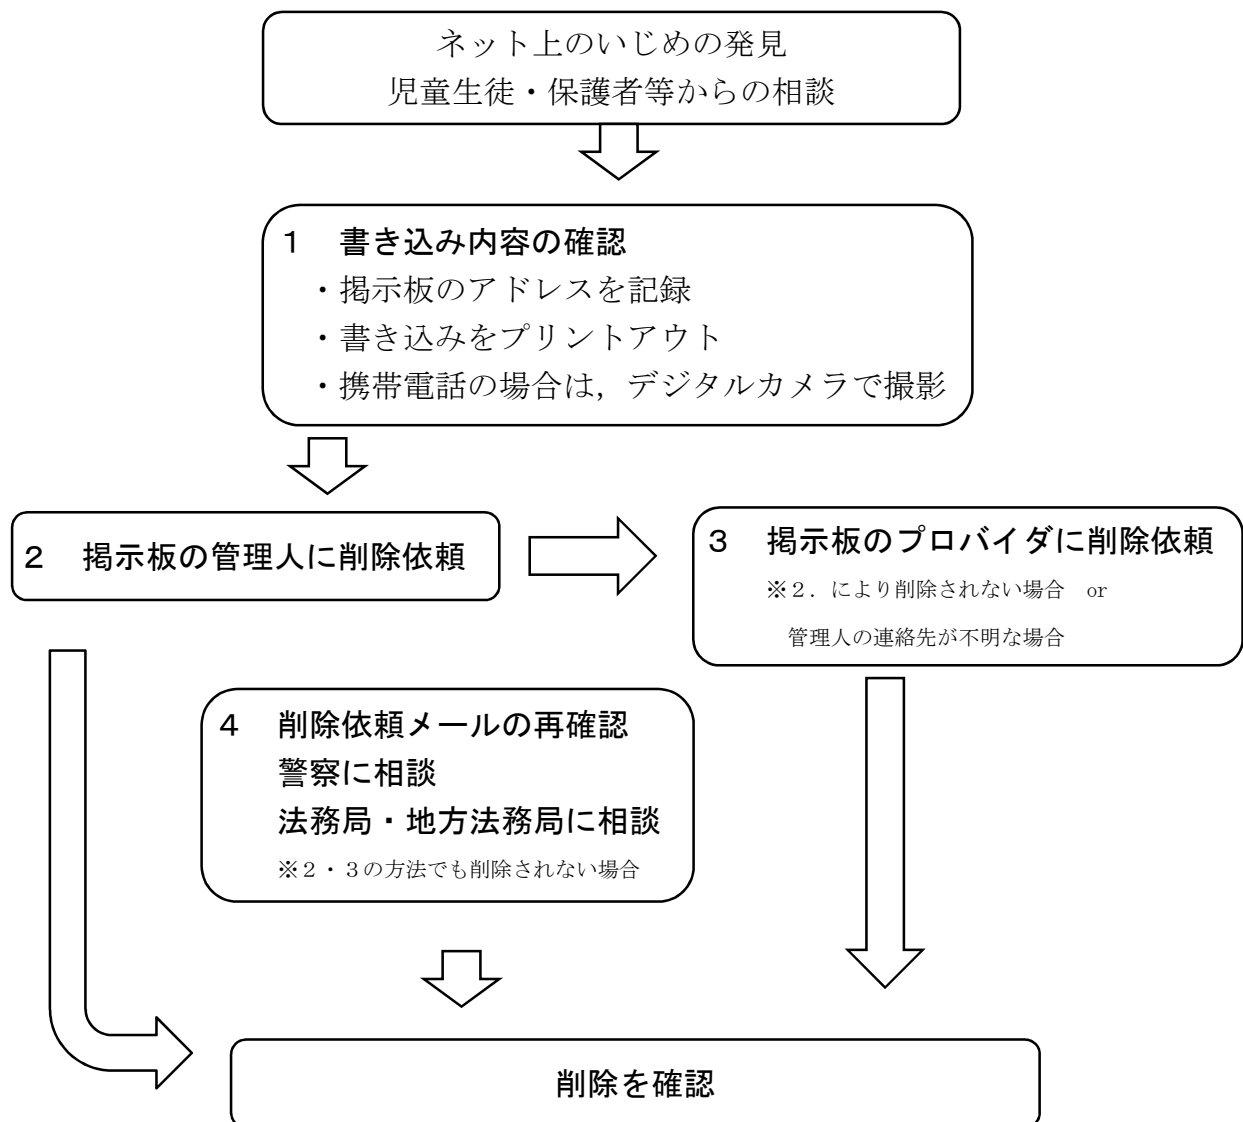 ネット上のいじめの発見
児童生徒・保護者等からの相談
1 書き込み内容の確認
・掲示板のアドレスを記録
・書き込みをプリントアウト
・携帯電話の場合は,デジタルカメラで撮影
2 掲示板の管理人に削除依頼
3 掲示板のプロバイダに削除依頼
※2.により削除されない場合 or
管理人の連絡先が不明な場合
4 削除依頼メールの再確認
警察に相談
法務局・地方法務局に相談
※2・3の方法でも削除されない場合
削除を確認